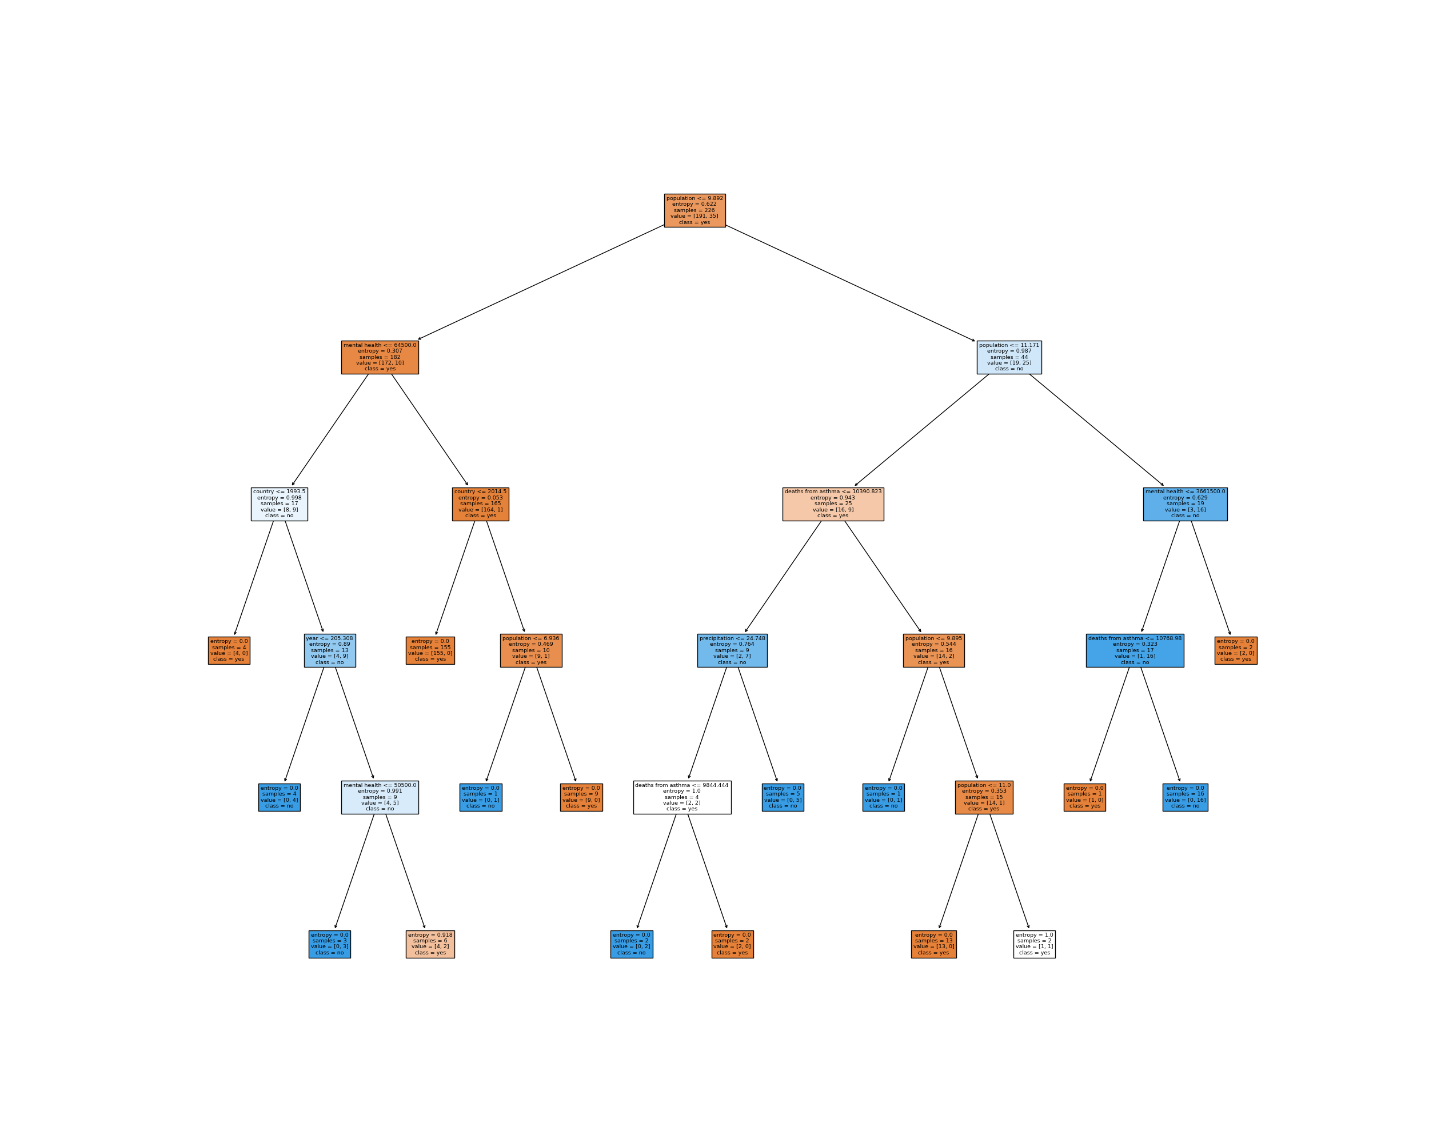 population <= 9.892
entropy = 0.622
samples = 226
value = [191, 35]
class = yes
mental health <= 64500.0
entropy = 0.307
samples = 182
value = [172, 10]
class = yes
population <= 11.171
entropy = 0.987
samples = 44
value = [19, 25]
class = no
country <= 1993.5
entropy = 0.998
samples = 17
value = [8, 9]
class = no
country <= 2014.5
entropy = 0.053
samples = 165
value = [164, 1]
class = yes
deaths from asthma <= 10390.823
entropy = 0.943
samples = 25
value = [16, 9]
class = yes
mental health <= 3661500.0
entropy = 0.629
samples = 19
value = [3, 16]
class = no
entropy = 0.0
samples = 4
value = [4, 0]
class = yes
year <= 205.308
entropy = 0.89
samples = 13
value = [4, 9]
class = no
entropy = 0.0
samples = 155
value = [155, 0]
class = yes
population <= 6.936
entropy = 0.469
samples = 10
value = [9, 1]
class = yes
precipitation <= 24.748
entropy = 0.764
samples = 9
value = [2, 7]
class = no
population <= 9.895
entropy = 0.544
samples = 16
value = [14, 2]
class = yes
deaths from asthma <= 10768.98
entropy = 0.323
samples = 17
value = [1, 16]
class = no
entropy = 0.0
samples = 2
value = [2, 0]
class = yes
entropy = 0.0
samples = 4
value = [0, 4]
class = no
mental health <= 50500.0
entropy = 0.991
samples = 9
value = [4, 5]
class = no
entropy = 0.0
samples = 1
value = [0, 1]
class = no
entropy = 0.0
samples = 9
value = [9, 0]
class = yes
deaths from asthma <= 9844.444
entropy = 1.0
samples = 4
value = [2, 2]
class = yes
entropy = 0.0
samples = 5
value = [0, 5]
class = no
entropy = 0.0
samples = 1
value = [0, 1]
class = no
population <= 11.0
entropy = 0.353
samples = 15
value = [14, 1]
class = yes
entropy = 0.0
samples = 1
value = [1, 0]
class = yes
entropy = 0.0
samples = 16
value = [0, 16]
class = no
entropy = 0.0
samples = 3
value = [0, 3]
class = no
entropy = 0.918
samples = 6
value = [4, 2]
class = yes
entropy = 0.0
samples = 2
value = [0, 2]
class = no
entropy = 0.0
samples = 2
value = [2, 0]
class = yes
entropy = 0.0
samples = 13
value = [13, 0]
class = yes
entropy = 1.0
samples = 2
value = [1, 1]
class = yes